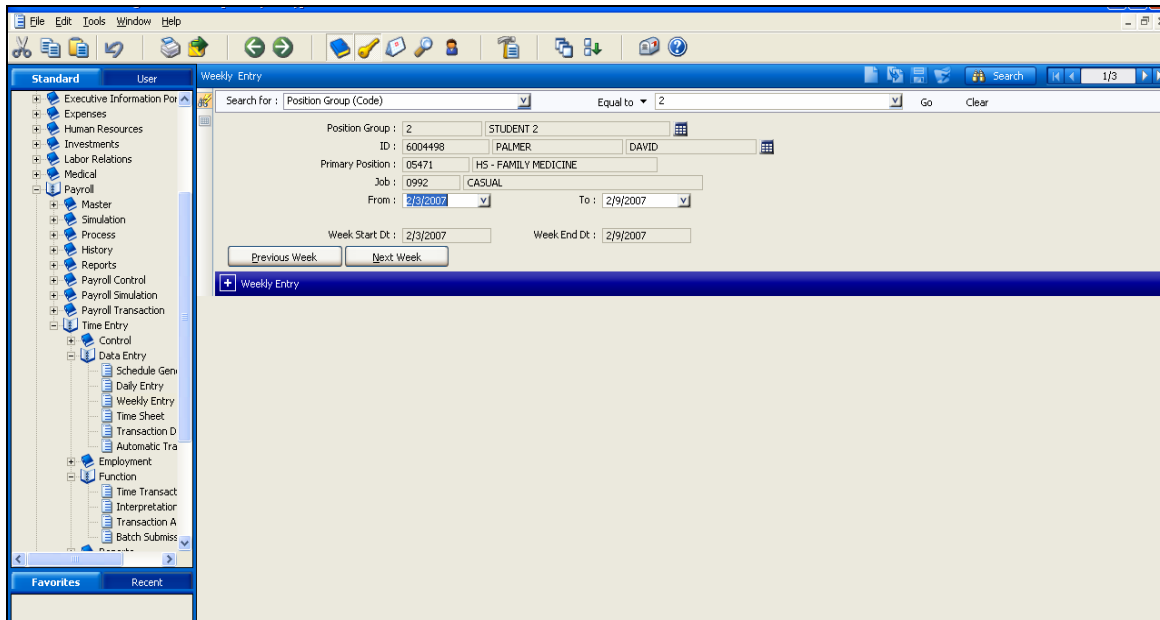 File Edit Tools Window Help
Standard User
Weekly Entry Search 1/3
Executive Information Por
Expenses
Human Resources
Investments
Labor Relations
Medical
Payroll
Master
Simulation
Process
History
Reports
Payroll Control
Payroll Simulation
Payroll Transaction
Time Entry
Control
Data Entry
Schedule Gen
Daily Entry
Weekly Entry
Time Sheet
Transaction D
Automatic Tra
Employment
Function
Time Transact
Interpretation
Transaction A
Batch Submiss
Favorites Recent
Search for : Position Group (Code) Equal to 2 Go Clear
Position Group : 2 STUDENT 2
ID : 6004498 PALMER DAVID
Primary Position : 05471 HS - FAMILY MEDICINE
Job : 0992 CASUAL
From : 2/3/2007 To : 2/9/2007
Week Start Dt : 2/3/2007 Week End Dt : 2/9/2007
Previous Week Next Week
Weekly Entry